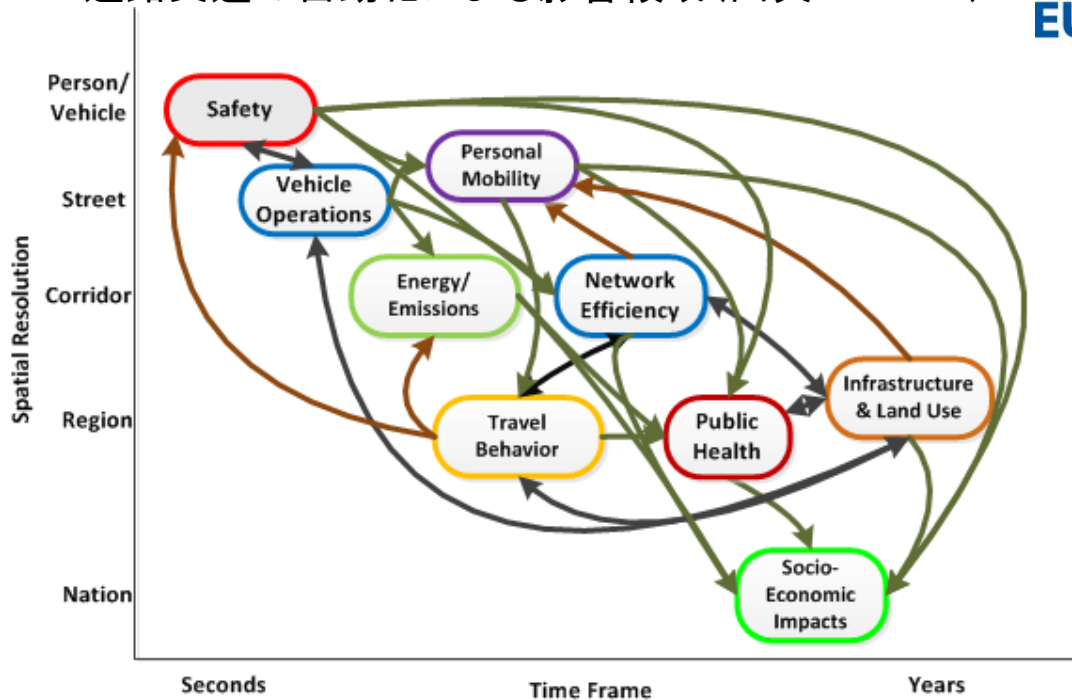 EU
Person/
Vehicle
Safety
Personal
Mobility
Vehicle
Operations
Street
Energy/
Emissions
Network
Efficiency
Corridor
Spatial Resolution
Infrastructure
& Land Use
Travel
Behavior
Public
Health
Region
Socio-
Economic
Impacts
Nation
Seconds
Time Frame
Years